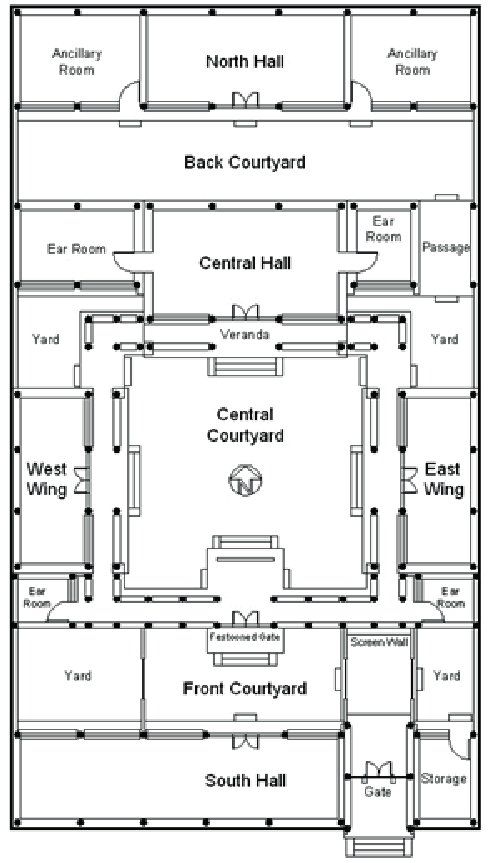 Ancillary
Room
North Hall
Ancillary
Room
Back Courtyard
Ear Room
Central Hall
Ear
Room
Passage
Yard
Veranda
Yard
Central
Courtyard
West
Wing
N
East
Wing
Ear
Room
Ear
Room
Festooned Gate
Screen Wall
Yard
Front Courtyard
Yard
South Hall
Gate
Storage